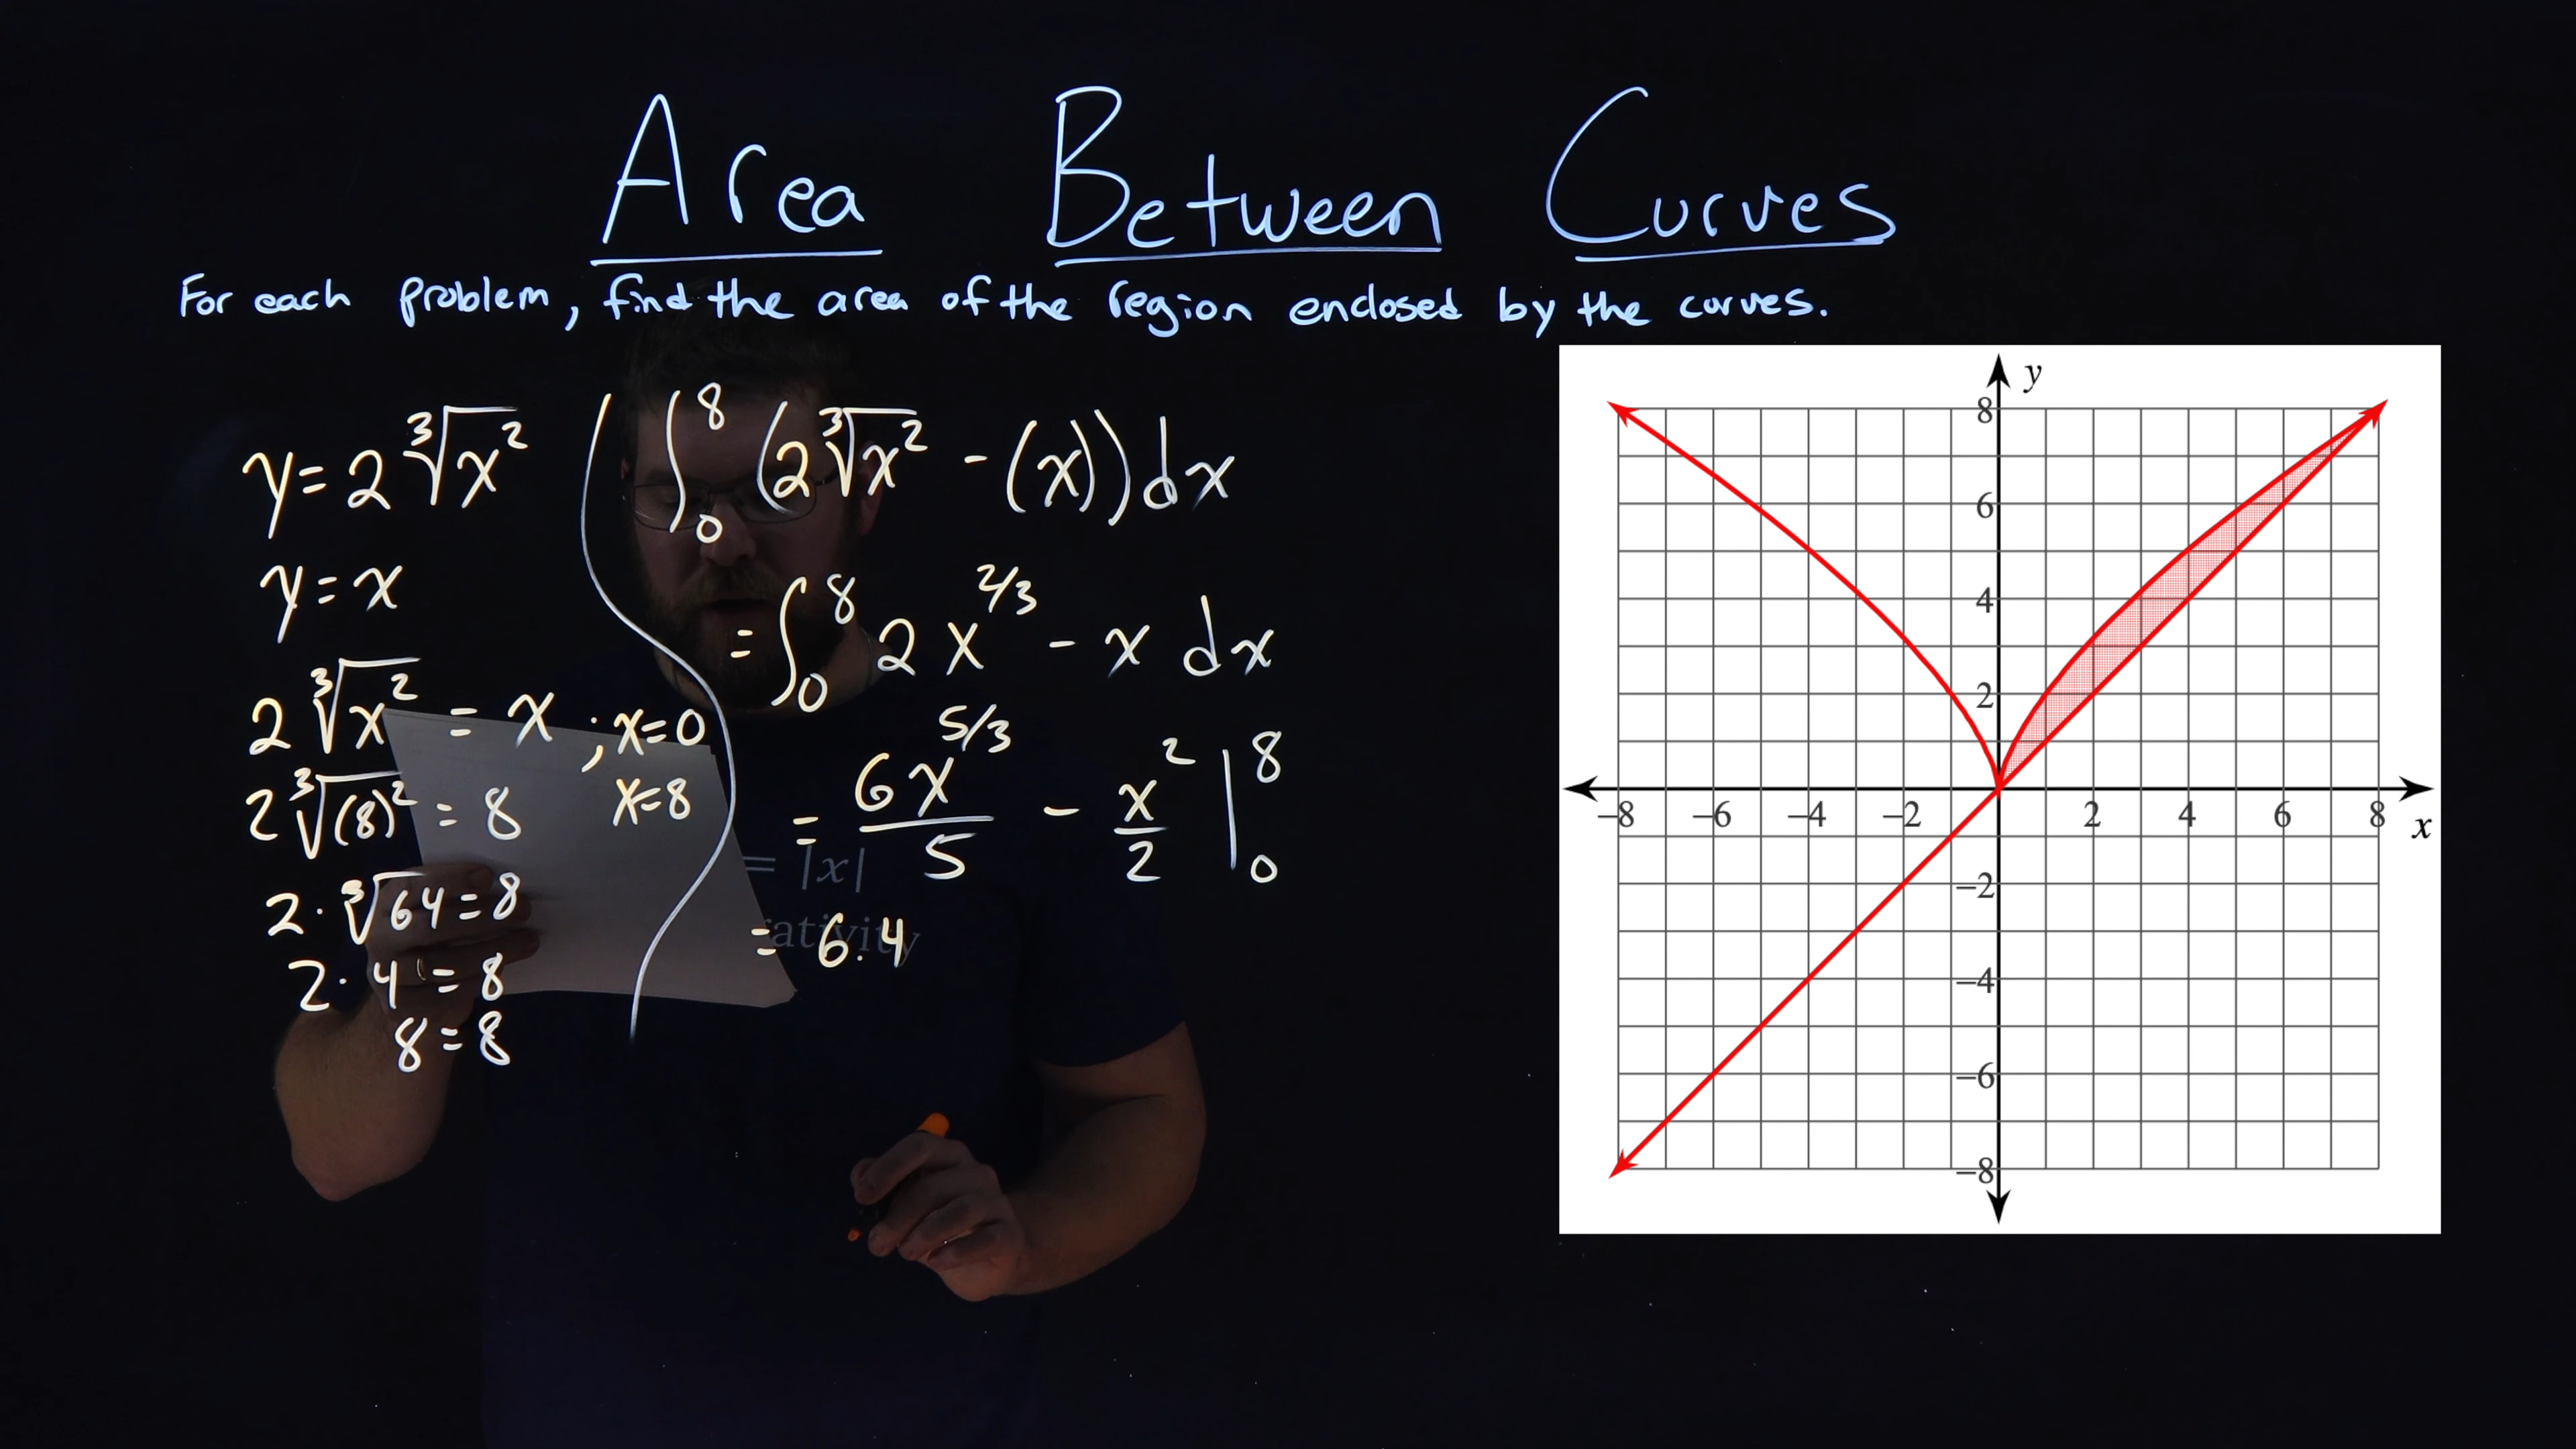 Area Between Curves
For each problem, find the area of the region enclosed by the curves.
y = 2∛x²
y = x
2∛x² = x ; x=0
x=8
2∛(8)² = 8
2·∛64 = 8
2·4 = 8
8 = 8
∫₀⁸ (2∛x² - (x)) dx
= ∫₀⁸ 2x^2/3 - x dx
= 6x^5/3 / 5 - x²/2 |₀⁸
= 6.4
= |x|
y
8
6
4
2
-8 -6 -4 -2 2 4 6 8 x
-2
-4
-6
-8